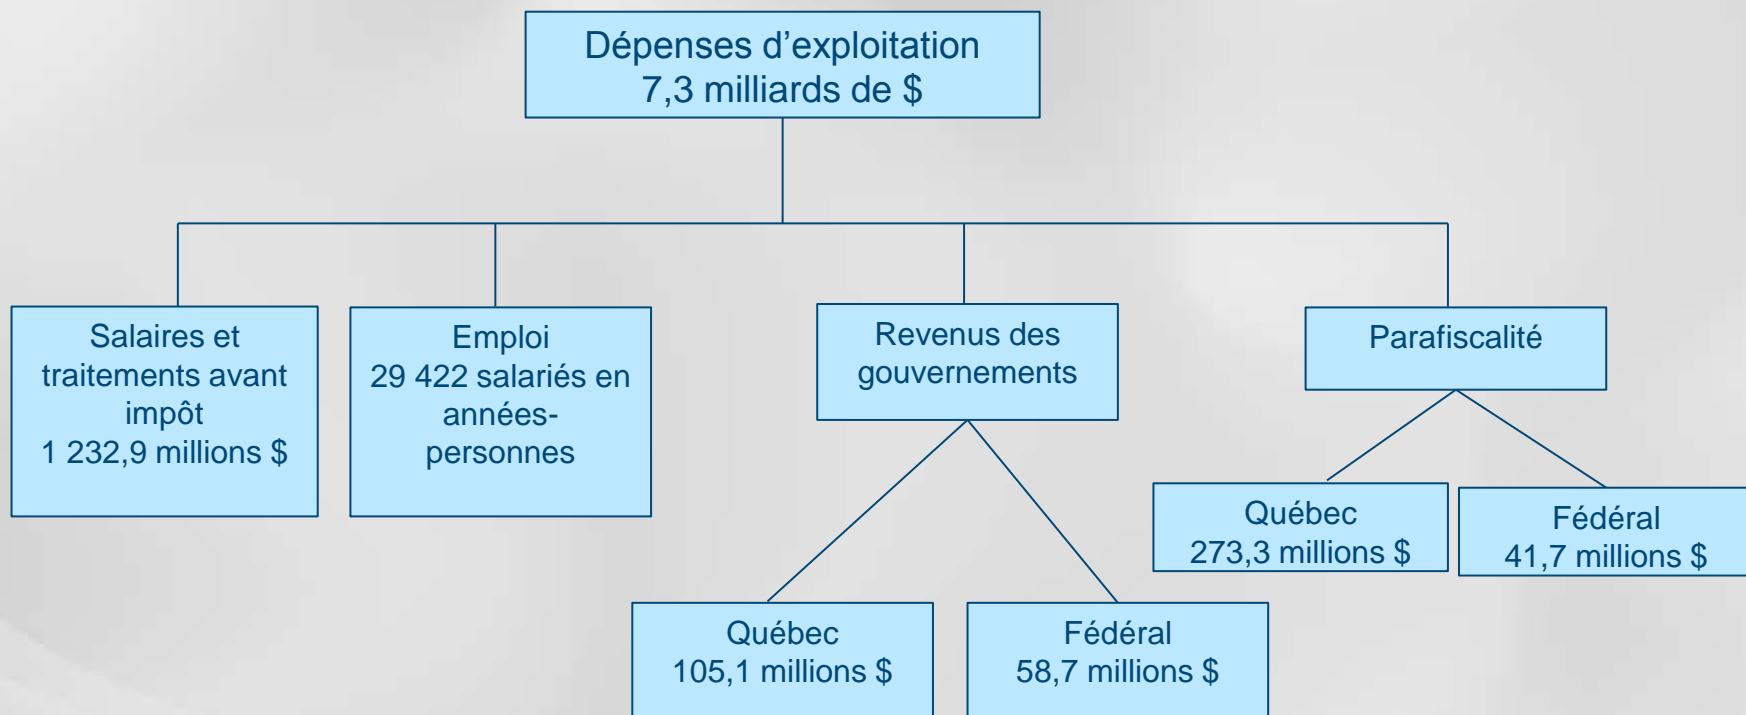 Dépenses d’exploitation
7,3 milliards de $
Salaires et
traitements avant
impôt
1 232,9 millions $
Emploi
29 422 salariés en
années-
personnes
Revenus des
gouvernements
Parafiscalité
Québec
273,3 millions $
Fédéral
41,7 millions $
Québec
105,1 millions $
Fédéral
58,7 millions $